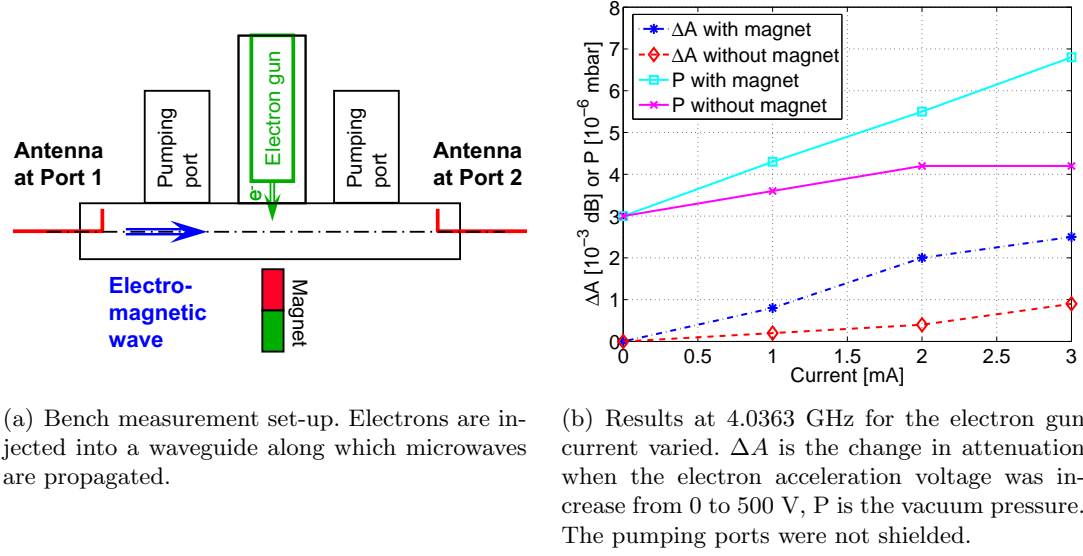 Antenna
at Port 1
Pumping
port
Electron gun
e-
Pumping
port
Antenna
at Port 2
Electro-
magnetic
wave
Magnet
ΔA with magnet
ΔA without magnet
P with magnet
P without magnet
ΔA [10⁻³ dB] or P [10⁻⁶ mbar]
8
7
6
5
4
3
2
1
0
0 0.5 1 1.5 2 2.5 3
Current [mA]
(a) Bench measurement set-up. Electrons are in-
jected into a waveguide along which microwaves
are propagated.
(b) Results at 4.0363 GHz for the electron gun
current varied. ΔA is the change in attenuation
when the electron acceleration voltage was in-
crease from 0 to 500 V, P is the vacuum pressure.
The pumping ports were not shielded.